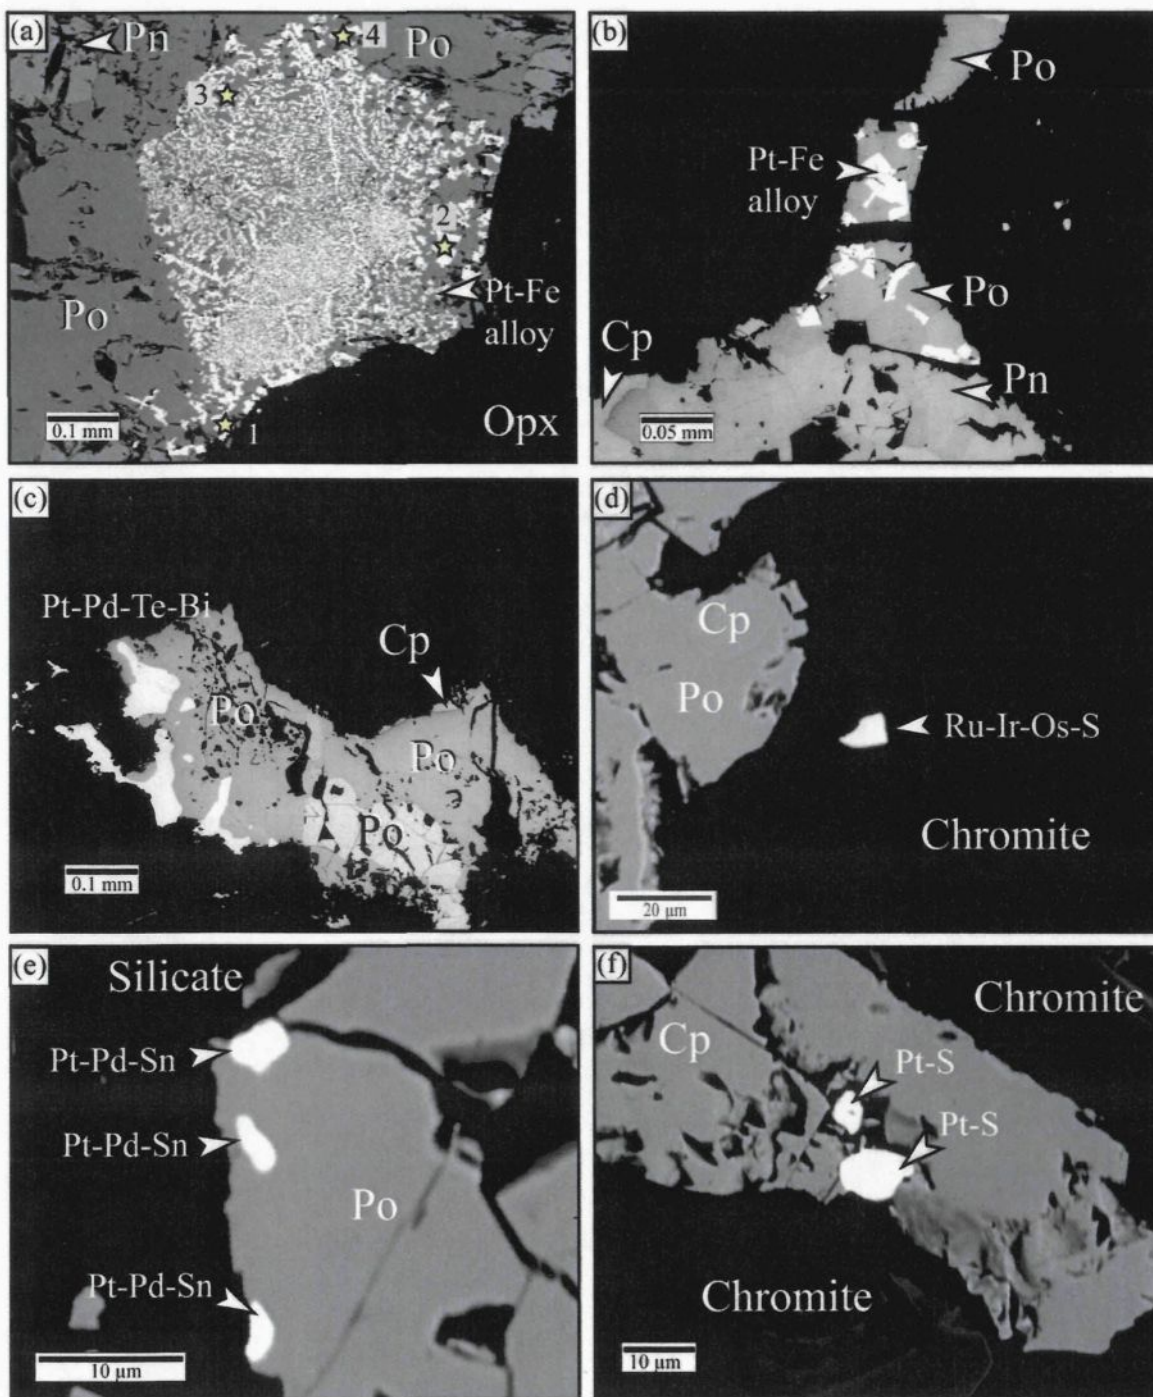 (a)
Pn
4
Po
3
2
Pt-Fe
alloy
Po
0.1 mm
1
Opx
(b)
Po
Pt-Fe
alloy
Po
Cp
Pn
0.05 mm
(c)
Pt-Pd-Te-Bi
Cp
Po
Po
Po
0.1 mm
(d)
Cp
Po
Ru-Ir-Os-S
Chromite
20 μm
(e)
Silicate
Pt-Pd-Sn
Pt-Pd-Sn
Po
Pt-Pd-Sn
10 μm
(f)
Chromite
Cp
Pt-S
Pt-S
Chromite
10 μm